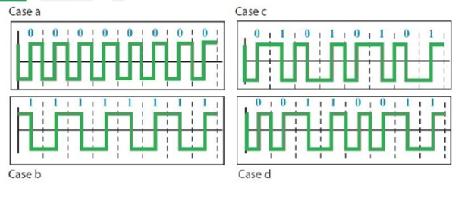 Case a
0 0 0 0 0 0 0 0
Case c
0 1 0 1 0 1 0 1
1 1 1 1 1 1 1 1
0 0 1 1 0 0 1 1
Case b
Case d